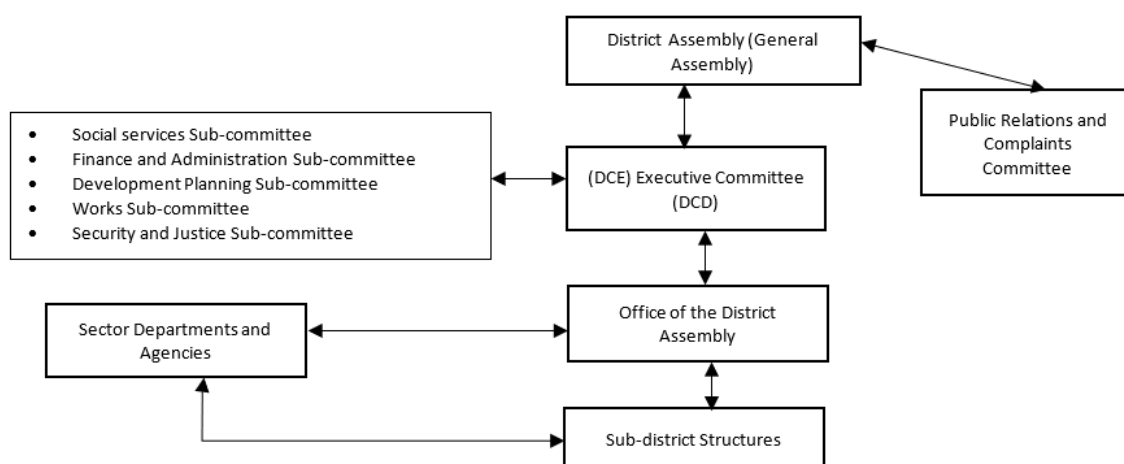 District Assembly (General
Assembly)
Public Relations and
Complaints
Committee
• Social services Sub-committee
• Finance and Administration Sub-committee
• Development Planning Sub-committee
• Works Sub-committee
• Security and Justice Sub-committee
(DCE) Executive Committee
(DCD)
Sector Departments and
Agencies
Office of the District
Assembly
Sub-district Structures